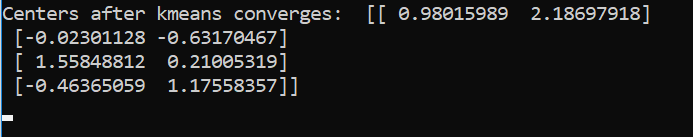 Centers after kmeans converges:  [[ 0.98015989  2.18697918]
 [-0.02301128 -0.63170467]
 [ 1.55848812  0.21005319]
 [-0.46365059  1.17558357]]